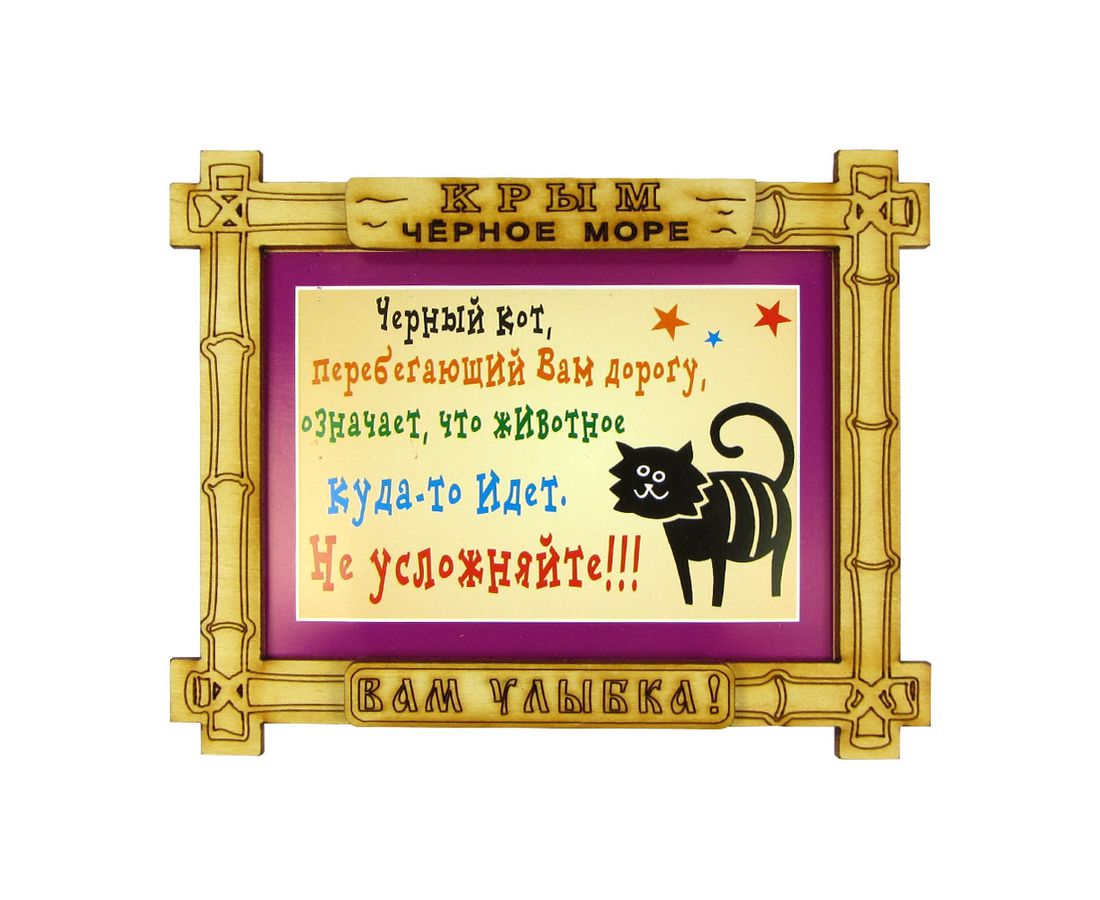 КРЫМ
ЧЁРНОЕ МОРЕ
Черный кот,
перебегающий Вам дорогу,
означает, что животное
куда-то идет.
Не усложняйте!!!
ВАМ УЛЫБКА!